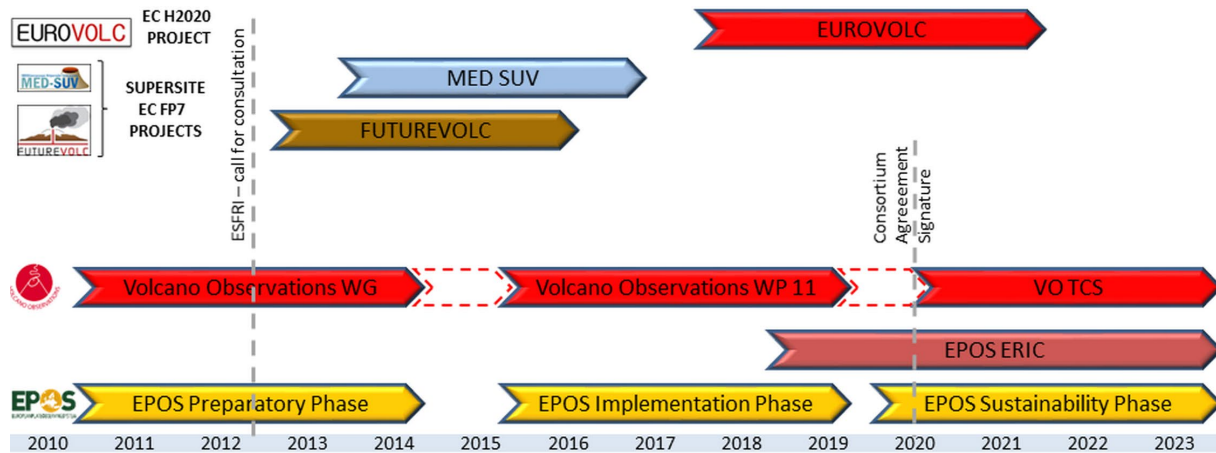 EUROVOLC
EC H2020
PROJECT
EUROVOLC
MED-SUV
SUPERSITE
EC FP7
PROJECTS
MED SUV
FUTUREVOLC
FUTUREVOLC
ESFRI – call for consultation
Consortium
Agreeement
Signature
VOLCANO OBSERVATIONS
Volcano Observations WG
Volcano Observations WP 11
VO TCS
EPOS ERIC
EPOS
EPOS Preparatory Phase
EPOS Implementation Phase
EPOS Sustainability Phase
2010 2011 2012 2013 2014 2015 2016 2017 2018 2019 2020 2021 2022 2023